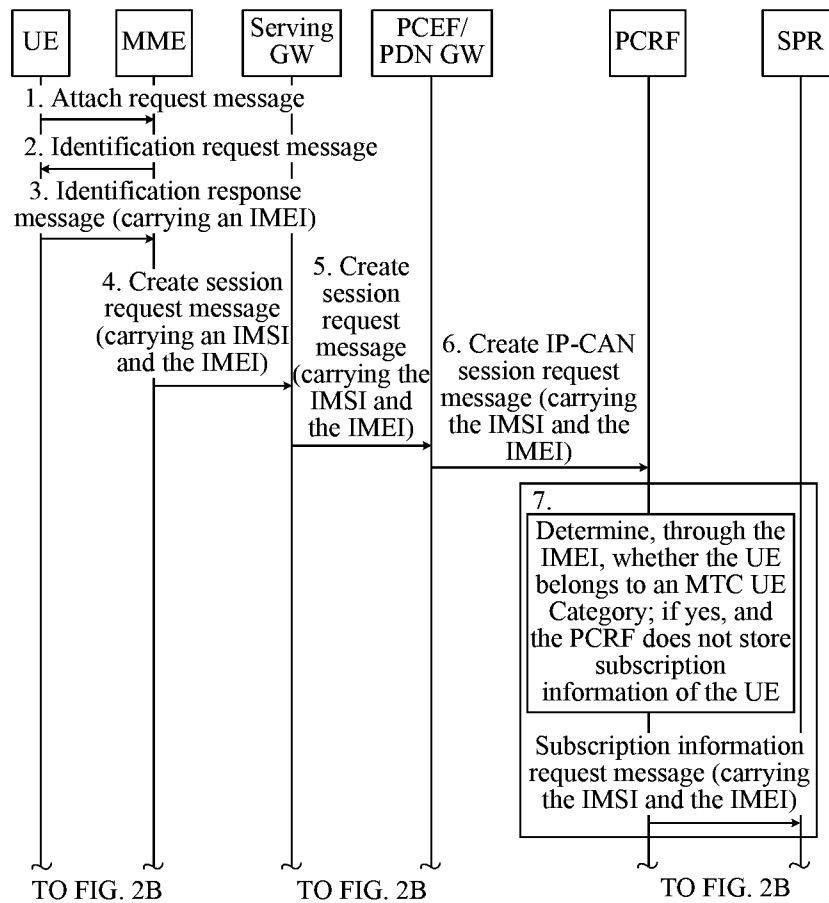 UE
MME
Serving
GW
PCEF/
PDN GW
PCRF
SPR
1. Attach request message
2. Identification request message
3. Identification response
message (carrying an IMEI)
4. Create session
request message
(carrying an IMSI
and the IMEI)
5. Create
session
request
message
(carrying the
IMSI and
the IMEI)
6. Create IP-CAN
session request
message (carrying
the IMSI and the
IMEI)
7.
Determine, through the
IMEI, whether the UE
belongs to an MTC UE
Category; if yes, and
the PCRF does not store
subscription
information of the UE
Subscription information
request message (carrying
the IMSI and the IMEI)
TO FIG. 2B
TO FIG. 2B
TO FIG. 2B